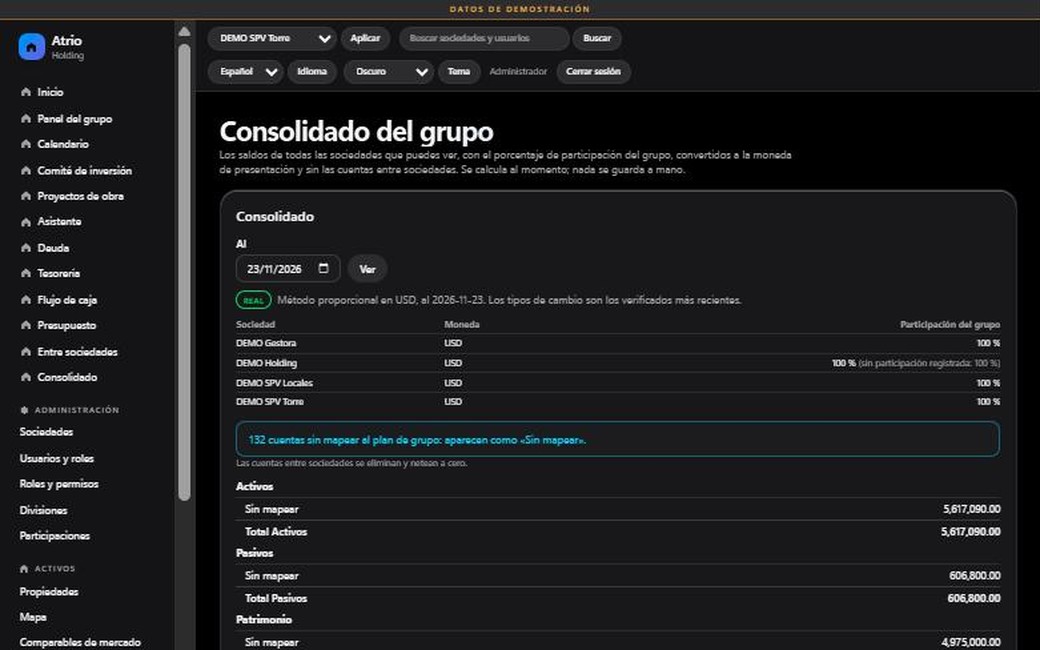 DATOS DE DEMOSTRACIÓN
Atrio
Holding
DEMO SPV Torre
Aplicar
Buscar sociedades y usuarios
Buscar
Español
Idioma
Oscuro
Tema
Administrador
Cerrar sesión
Inicio
Panel del grupo
Calendario
Comité de inversión
Proyectos de obra
Asistente
Deuda
Tesorería
Flujo de caja
Presupuesto
Entre sociedades
Consolidado
ADMINISTRACIÓN
Sociedades
Usuarios y roles
Roles y permisos
Divisiones
Participaciones
ACTIVOS
Propiedades
Mapa
Comparables de mercado
Consolidado del grupo
Los saldos de todas las sociedades que puedes ver, con el porcentaje de participación del grupo, convertidos a la moneda
de presentación y sin las cuentas entre sociedades. Se calcula al momento; nada se guarda a mano.
Consolidado
Al
23/11/2026
Ver
REAL Método proporcional en USD, al 2026-11-23. Los tipos de cambio son los verificados más recientes.
Sociedad Moneda Participación del grupo
DEMO Gestora USD 100 %
DEMO Holding USD 100 % (sin participación registrada: 100 %)
DEMO SPV Locales USD 100 %
DEMO SPV Torre USD 100 %
132 cuentas sin mapear al plan de grupo: aparecen como «Sin mapear».
Las cuentas entre sociedades se eliminan y netean a cero.
Activos
Sin mapear 5,617,090.00
Total Activos 5,617,090.00
Pasivos
Sin mapear 606,800.00
Total Pasivos 606,800.00
Patrimonio
Sin mapear 4,975,000.00